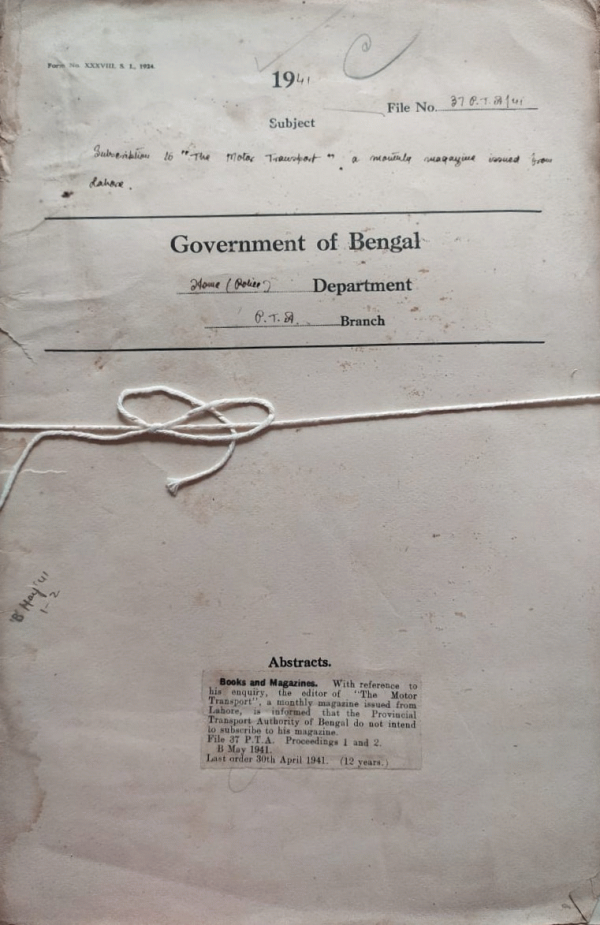 Form No. XXXVIII. S. I., 1934
1941
File No. 37 P.T.A/41
Subject
Subscription to "The Motor Transport", a monthly magazine issued from
Lahore.
Government of Bengal
Home (Police) Department
P.T.A. Branch
'B' May '41
1-2
Abstracts.
Books and Magazines. With reference to
his enquiry, the editor of "The Motor
Transport", a monthly magazine issued from
Lahore, is informed that the Provincial
Transport Authority of Bengal do not intend
to subscribe to his magazine.
File 37 P.T.A. Proceedings 1 and 2.
B May 1941.
Last order 30th April 1941. (12 years.)